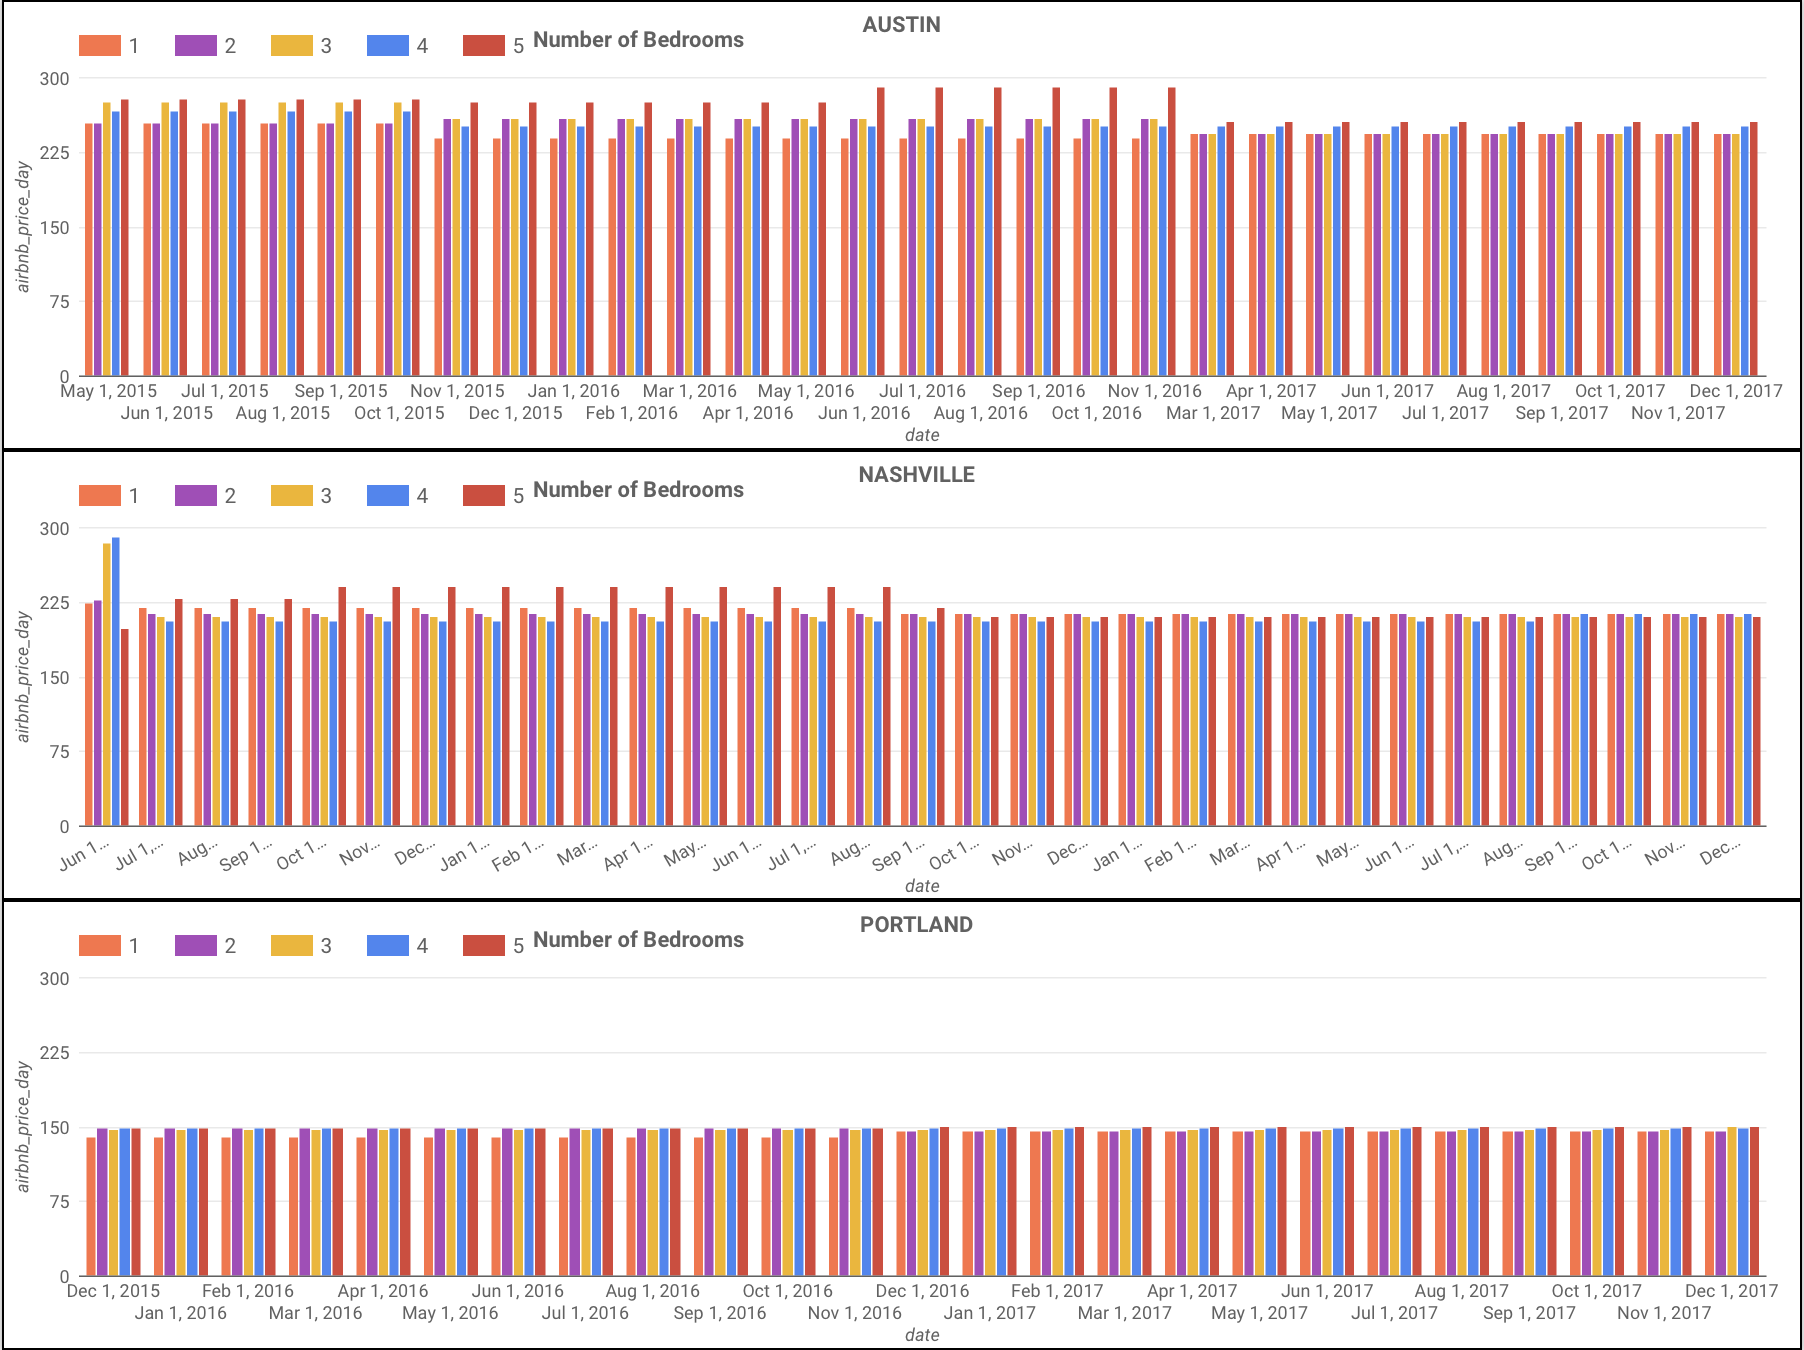 AUSTIN
1 2 3 4 5 Number of Bedrooms
300
225
150
75
0
airbnb_price_day
May 1, 2015 Jul 1, 2015 Sep 1, 2015 Nov 1, 2015 Jan 1, 2016 Mar 1, 2016 May 1, 2016 Jul 1, 2016 Sep 1, 2016 Nov 1, 2016 Apr 1, 2017 Jun 1, 2017 Aug 1, 2017 Oct 1, 2017 Dec 1, 2017
Jun 1, 2015 Aug 1, 2015 Oct 1, 2015 Dec 1, 2015 Feb 1, 2016 Apr 1, 2016 Jun 1, 2016 Aug 1, 2016 Oct 1, 2016 Mar 1, 2017 May 1, 2017 Jul 1, 2017 Sep 1, 2017 Nov 1, 2017
date
NASHVILLE
1 2 3 4 5 Number of Bedrooms
300
225
150
75
0
airbnb_price_day
Jun 1... Jul 1,... Aug... Sep 1... Oct 1... Nov... Dec... Jan 1... Feb 1... Mar... Apr 1... May... Jun 1... Jul 1,... Aug... Sep 1... Oct 1... Nov... Dec... Jan 1... Feb 1... Mar... Apr 1... May... Jun 1... Jul 1,... Aug... Sep 1... Oct 1... Nov... Dec...
date
PORTLAND
1 2 3 4 5 Number of Bedrooms
300
225
150
75
0
airbnb_price_day
Dec 1, 2015 Feb 1, 2016 Apr 1, 2016 Jun 1, 2016 Aug 1, 2016 Oct 1, 2016 Dec 1, 2016 Feb 1, 2017 Apr 1, 2017 Jun 1, 2017 Aug 1, 2017 Oct 1, 2017 Dec 1, 2017
Jan 1, 2016 Mar 1, 2016 May 1, 2016 Jul 1, 2016 Sep 1, 2016 Nov 1, 2016 Jan 1, 2017 Mar 1, 2017 May 1, 2017 Jul 1, 2017 Sep 1, 2017 Nov 1, 2017
date